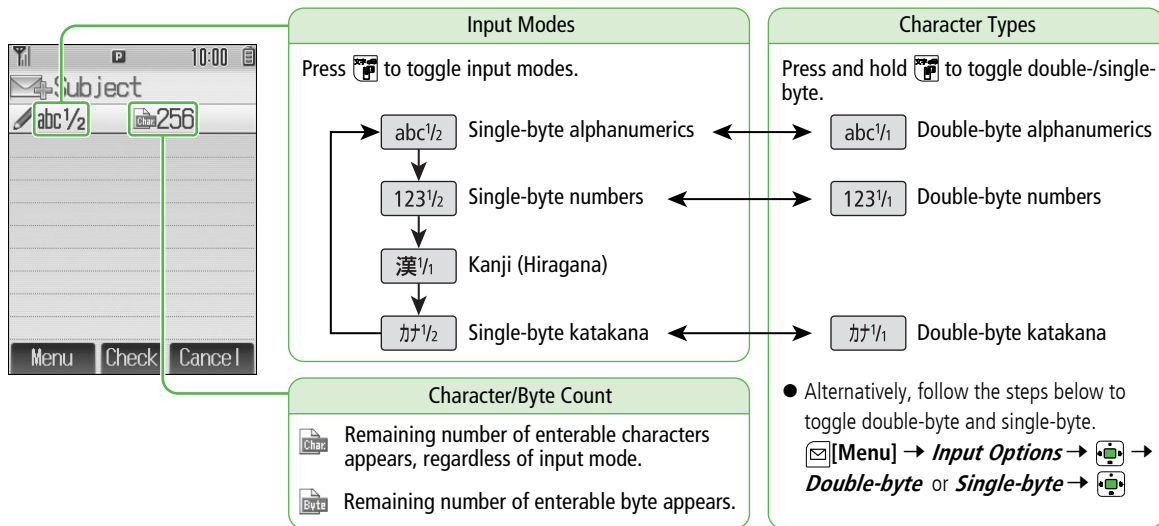 10:00
Subject
abc½ Char. 256
Menu Check Cancel
Input Modes
Press 文字 P to toggle input modes.
abc1/2 Single-byte alphanumerics
1231/2 Single-byte numbers
漢1/1 Kanji (Hiragana)
カナ1/2 Single-byte katakana
Character/Byte Count
Char. Remaining number of enterable characters
appears, regardless of input mode.
Byte Remaining number of enterable byte appears.
Character Types
Press and hold 文字 P to toggle double-/single-
byte.
abc1/1 Double-byte alphanumerics
1231/1 Double-byte numbers
カナ1/1 Double-byte katakana
● Alternatively, follow the steps below to
toggle double-byte and single-byte.
[Menu] → Input Options → →
Double-byte or Single-byte →